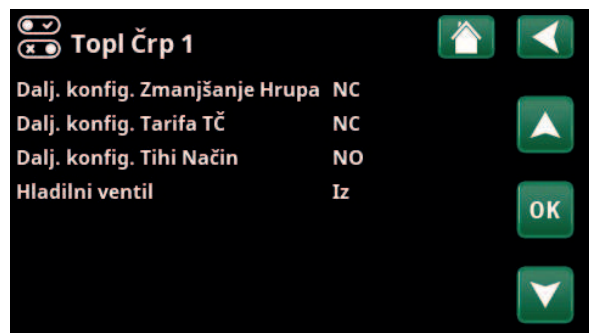 Topl Črp 1
Dalj. konfig. Zmanjšanje Hrupa NC
Dalj. konfig. Tarifa TČ NC
Dalj. konfig. Tihi Način NO
Hladilni ventil Iz
OK